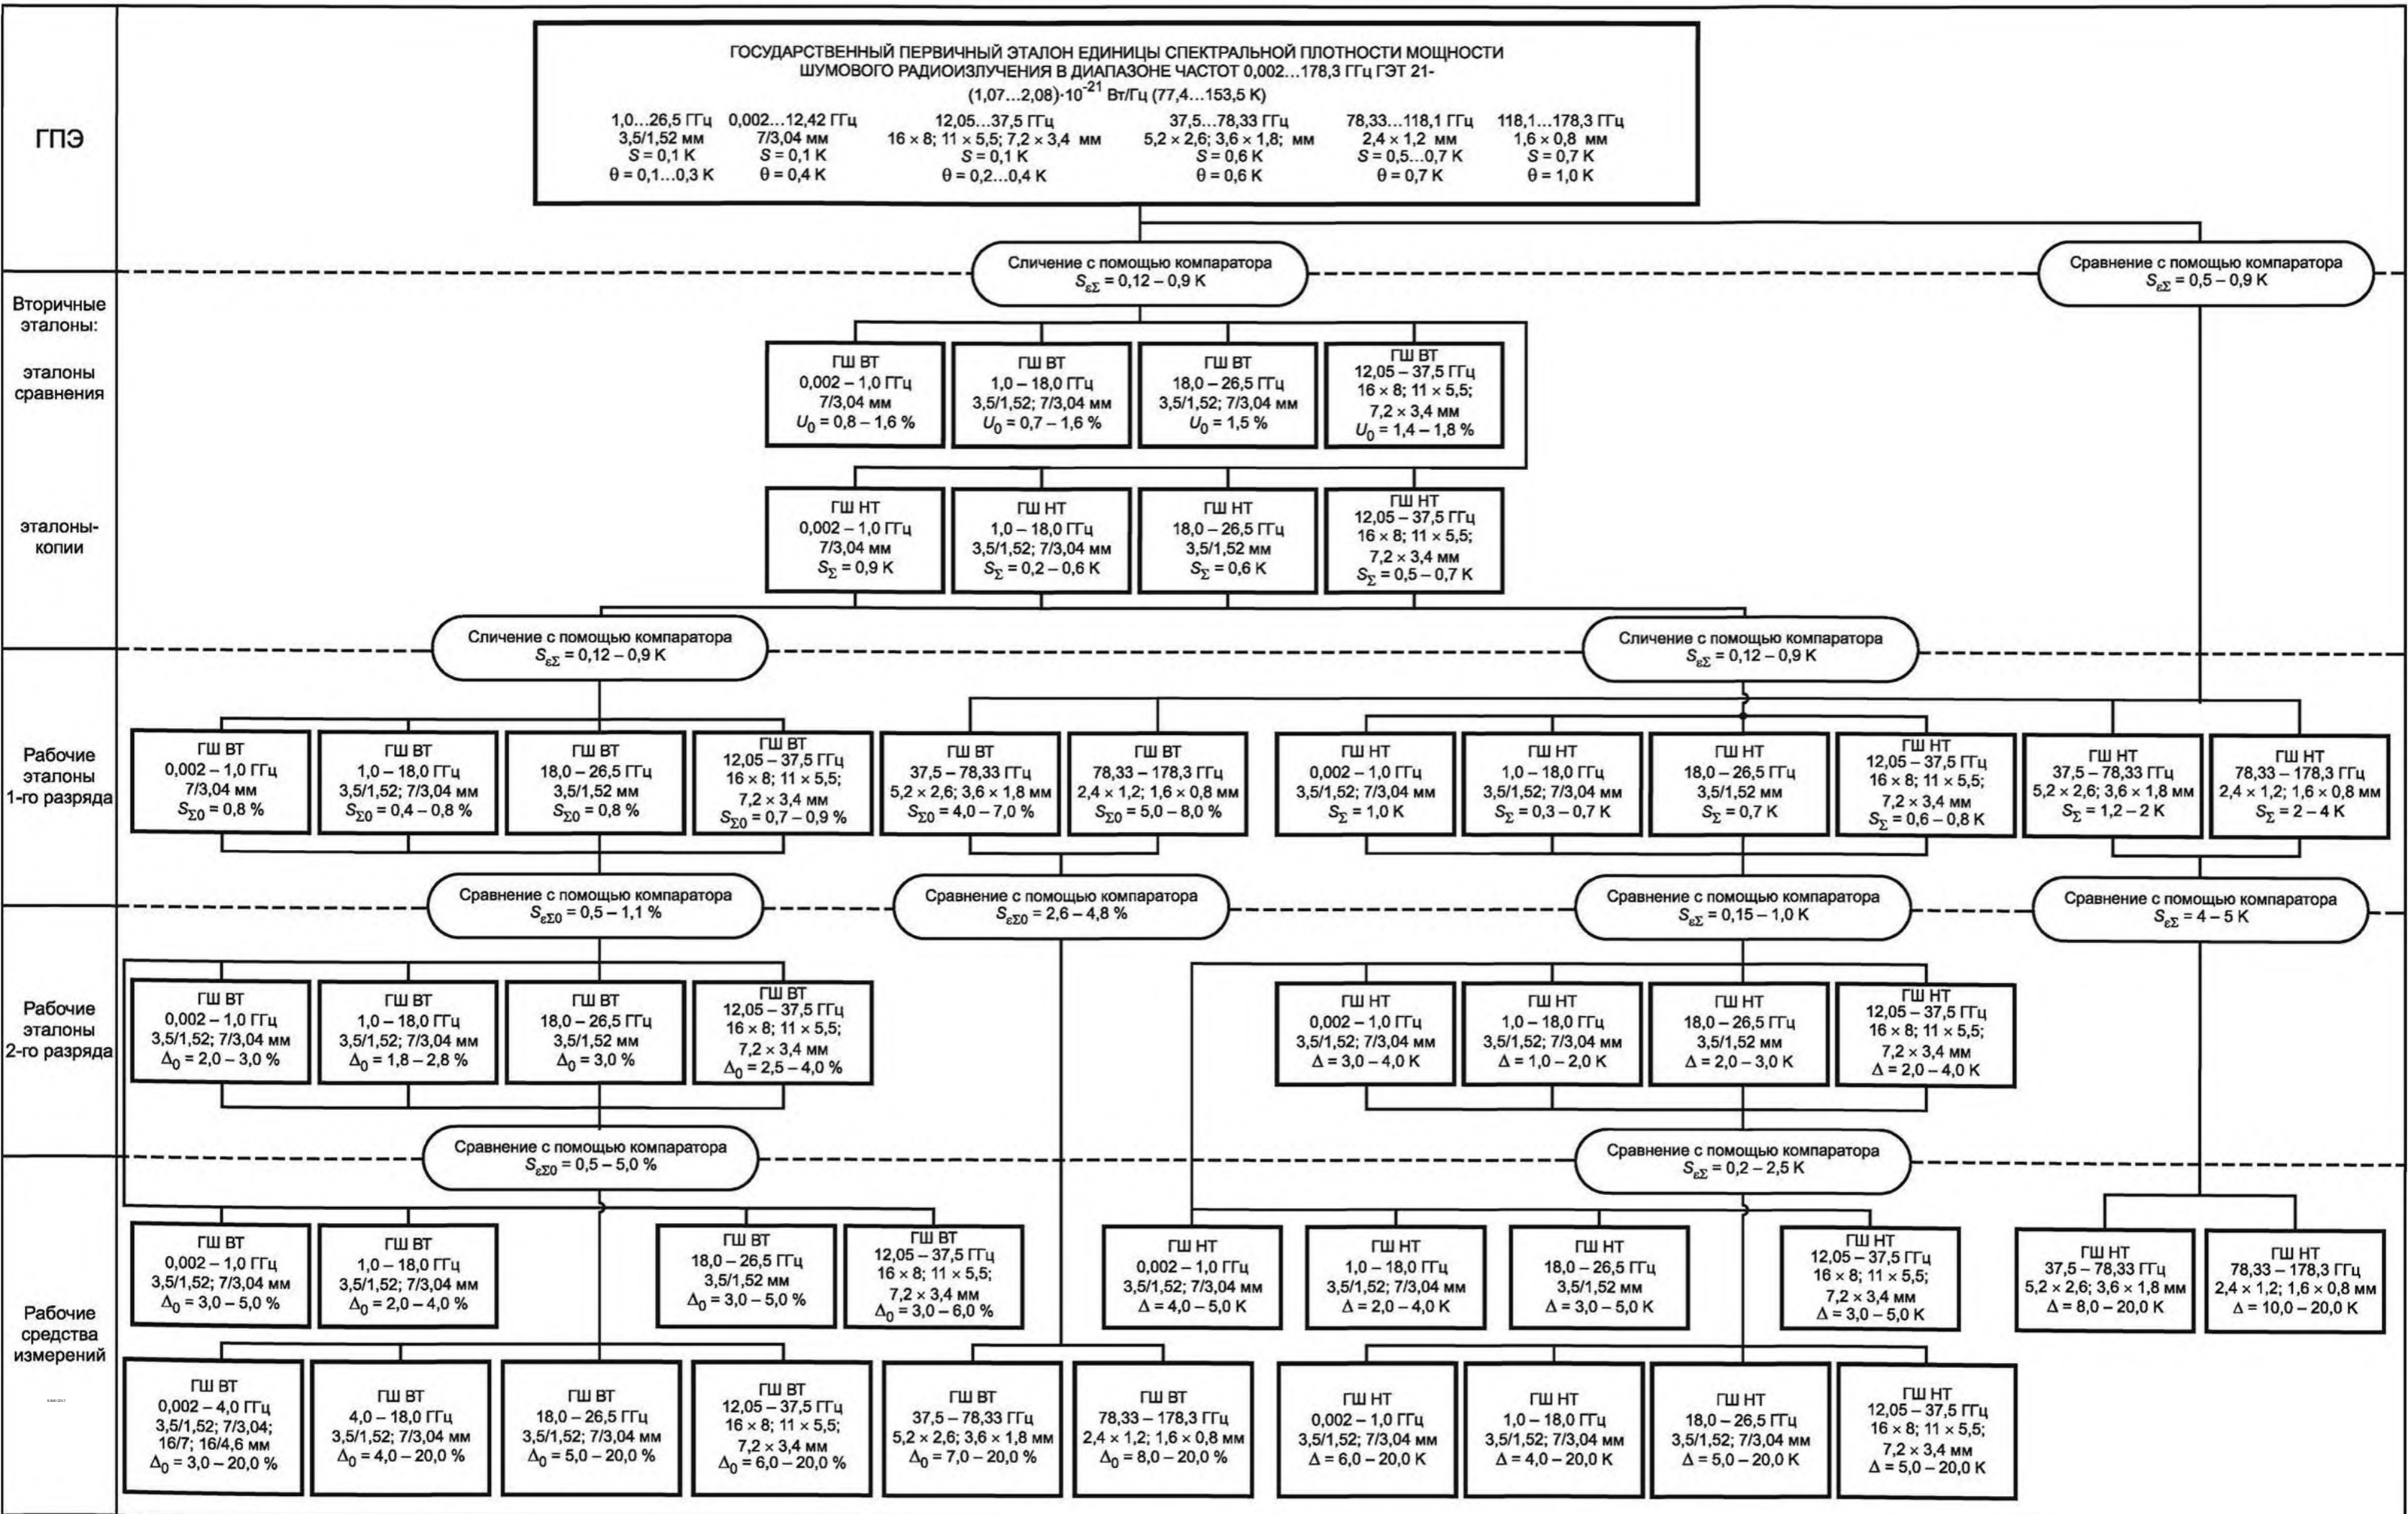 ГПЭ
ГОСУДАРСТВЕННЫЙ ПЕРВИЧНЫЙ ЭТАЛОН ЕДИНИЦЫ СПЕКТРАЛЬНОЙ ПЛОТНОСТИ МОЩНОСТИ
ШУМОВОГО РАДИОИЗЛУЧЕНИЯ В ДИАПАЗОНЕ ЧАСТОТ 0,002...178,3 ГГц ГЭТ 21-
(1,07...2,08)·10⁻²¹ Вт/Гц (77,4...153,5 К)
1,0...26,5 ГГц
3,5/1,52 мм
S = 0,1 К
θ = 0,1...0,3 К
0,002...12,42 ГГц
7/3,04 мм
S = 0,1 К
θ = 0,4 К
12,05...37,5 ГГц
16 × 8; 11 × 5,5; 7,2 × 3,4 мм
S = 0,1 К
θ = 0,2...0,4 К
37,5...78,33 ГГц
5,2 × 2,6; 3,6 × 1,8; мм
S = 0,6 К
θ = 0,6 К
78,33...118,1 ГГц
2,4 × 1,2 мм
S = 0,5...0,7 К
θ = 0,7 К
118,1...178,3 ГГц
1,6 × 0,8 мм
S = 0,7 К
θ = 1,0 К
Сличение с помощью компаратора
SεΣ = 0,12 – 0,9 К
Сравнение с помощью компаратора
SεΣ = 0,5 – 0,9 К
Вторичные
эталоны:
эталоны
сравнения
ГШ ВТ
0,002 – 1,0 ГГц
7/3,04 мм
U₀ = 0,8 – 1,6 %
ГШ ВТ
1,0 – 18,0 ГГц
3,5/1,52; 7/3,04 мм
U₀ = 0,7 – 1,6 %
ГШ ВТ
18,0 – 26,5 ГГц
3,5/1,52; 7/3,04 мм
U₀ = 1,5 %
ГШ ВТ
12,05 – 37,5 ГГц
16 × 8; 11 × 5,5;
7,2 × 3,4 мм
U₀ = 1,4 – 1,8 %
эталоны-
копии
ГШ НТ
0,002 – 1,0 ГГц
7/3,04 мм
SΣ = 0,9 К
ГШ НТ
1,0 – 18,0 ГГц
3,5/1,52; 7/3,04 мм
SΣ = 0,2 – 0,6 К
ГШ НТ
18,0 – 26,5 ГГц
3,5/1,52 мм
SΣ = 0,6 К
ГШ НТ
12,05 – 37,5 ГГц
16 × 8; 11 × 5,5;
7,2 × 3,4 мм
SΣ = 0,5 – 0,7 К
Сличение с помощью компаратора
SεΣ = 0,12 – 0,9 К
Сличение с помощью компаратора
SεΣ = 0,12 – 0,9 К
Рабочие
эталоны
1-го разряда
ГШ ВТ
0,002 – 1,0 ГГц
7/3,04 мм
SΣ0 = 0,8 %
ГШ ВТ
1,0 – 18,0 ГГц
3,5/1,52; 7/3,04 мм
SΣ0 = 0,4 – 0,8 %
ГШ ВТ
18,0 – 26,5 ГГц
3,5/1,52 мм
SΣ0 = 0,8 %
ГШ ВТ
12,05 – 37,5 ГГц
16 × 8; 11 × 5,5;
7,2 × 3,4 мм
SΣ0 = 0,7 – 0,9 %
ГШ ВТ
37,5 – 78,33 ГГц
5,2 × 2,6; 3,6 × 1,8 мм
SΣ0 = 4,0 – 7,0 %
ГШ ВТ
78,33 – 178,3 ГГц
2,4 × 1,2; 1,6 × 0,8 мм
SΣ0 = 5,0 – 8,0 %
ГШ НТ
0,002 – 1,0 ГГц
3,5/1,52; 7/3,04 мм
SΣ = 1,0 К
ГШ НТ
1,0 – 18,0 ГГц
3,5/1,52; 7/3,04 мм
SΣ = 0,3 – 0,7 К
ГШ НТ
18,0 – 26,5 ГГц
3,5/1,52 мм
SΣ = 0,7 К
ГШ НТ
12,05 – 37,5 ГГц
16 × 8; 11 × 5,5;
7,2 × 3,4 мм
SΣ = 0,6 – 0,8 К
ГШ НТ
37,5 – 78,33 ГГц
5,2 × 2,6; 3,6 × 1,8 мм
SΣ = 1,2 – 2 К
ГШ НТ
78,33 – 178,3 ГГц
2,4 × 1,2; 1,6 × 0,8 мм
SΣ = 2 – 4 К
Сравнение с помощью компаратора
SεΣ0 = 0,5 – 1,1 %
Сравнение с помощью компаратора
SεΣ0 = 2,6 – 4,8 %
Сравнение с помощью компаратора
SεΣ = 0,15 – 1,0 К
Сравнение с помощью компаратора
SεΣ = 4 – 5 К
Рабочие
эталоны
2-го разряда
ГШ ВТ
0,002 – 1,0 ГГц
3,5/1,52; 7/3,04 мм
Δ₀ = 2,0 – 3,0 %
ГШ ВТ
1,0 – 18,0 ГГц
3,5/1,52; 7/3,04 мм
Δ₀ = 1,8 – 2,8 %
ГШ ВТ
18,0 – 26,5 ГГц
3,5/1,52 мм
Δ₀ = 3,0 %
ГШ ВТ
12,05 – 37,5 ГГц
16 × 8; 11 × 5,5;
7,2 × 3,4 мм
Δ₀ = 2,5 – 4,0 %
ГШ НТ
0,002 – 1,0 ГГц
3,5/1,52; 7/3,04 мм
Δ = 3,0 – 4,0 К
ГШ НТ
1,0 – 18,0 ГГц
3,5/1,52; 7/3,04 мм
Δ = 1,0 – 2,0 К
ГШ НТ
18,0 – 26,5 ГГц
3,5/1,52 мм
Δ = 2,0 – 3,0 К
ГШ НТ
12,05 – 37,5 ГГц
16 × 8; 11 × 5,5;
7,2 × 3,4 мм
Δ = 2,0 – 4,0 К
Сравнение с помощью компаратора
SεΣ0 = 0,5 – 5,0 %
Сравнение с помощью компаратора
SεΣ = 0,2 – 2,5 К
Рабочие
средства
измерений
ГШ ВТ
0,002 – 1,0 ГГц
3,5/1,52; 7/3,04 мм
Δ₀ = 3,0 – 5,0 %
ГШ ВТ
1,0 – 18,0 ГГц
3,5/1,52; 7/3,04 мм
Δ₀ = 2,0 – 4,0 %
ГШ ВТ
18,0 – 26,5 ГГц
3,5/1,52 мм
Δ₀ = 3,0 – 5,0 %
ГШ ВТ
12,05 – 37,5 ГГц
16 × 8; 11 × 5,5;
7,2 × 3,4 мм
Δ₀ = 3,0 – 6,0 %
ГШ НТ
0,002 – 1,0 ГГц
3,5/1,52; 7/3,04 мм
Δ = 4,0 – 5,0 К
ГШ НТ
1,0 – 18,0 ГГц
3,5/1,52; 7/3,04 мм
Δ = 2,0 – 4,0 К
ГШ НТ
18,0 – 26,5 ГГц
3,5/1,52 мм
Δ = 3,0 – 5,0 К
ГШ НТ
12,05 – 37,5 ГГц
16 × 8; 11 × 5,5;
7,2 × 3,4 мм
Δ = 3,0 – 5,0 К
ГШ НТ
37,5 – 78,33 ГГц
5,2 × 2,6; 3,6 × 1,8 мм
Δ = 8,0 – 20,0 К
ГШ НТ
78,33 – 178,3 ГГц
2,4 × 1,2; 1,6 × 0,8 мм
Δ = 10,0 – 20,0 К
ГШ ВТ
0,002 – 4,0 ГГц
3,5/1,52; 7/3,04;
16/7; 16/4,6 мм
Δ₀ = 3,0 – 20,0 %
ГШ ВТ
4,0 – 18,0 ГГц
3,5/1,52; 7/3,04 мм
Δ₀ = 4,0 – 20,0 %
ГШ ВТ
18,0 – 26,5 ГГц
3,5/1,52; 7/3,04 мм
Δ₀ = 5,0 – 20,0 %
ГШ ВТ
12,05 – 37,5 ГГц
16 × 8; 11 × 5,5;
7,2 × 3,4 мм
Δ₀ = 6,0 – 20,0 %
ГШ ВТ
37,5 – 78,33 ГГц
5,2 × 2,6; 3,6 × 1,8 мм
Δ₀ = 7,0 – 20,0 %
ГШ ВТ
78,33 – 178,3 ГГц
2,4 × 1,2; 1,6 × 0,8 мм
Δ₀ = 8,0 – 20,0 %
ГШ НТ
0,002 – 1,0 ГГц
3,5/1,52; 7/3,04 мм
Δ = 6,0 – 20,0 К
ГШ НТ
1,0 – 18,0 ГГц
3,5/1,52; 7/3,04 мм
Δ = 4,0 – 20,0 К
ГШ НТ
18,0 – 26,5 ГГц
3,5/1,52; 7/3,04 мм
Δ = 5,0 – 20,0 К
ГШ НТ
12,05 – 37,5 ГГц
16 × 8; 11 × 5,5;
7,2 × 3,4 мм
Δ = 5,0 – 20,0 К